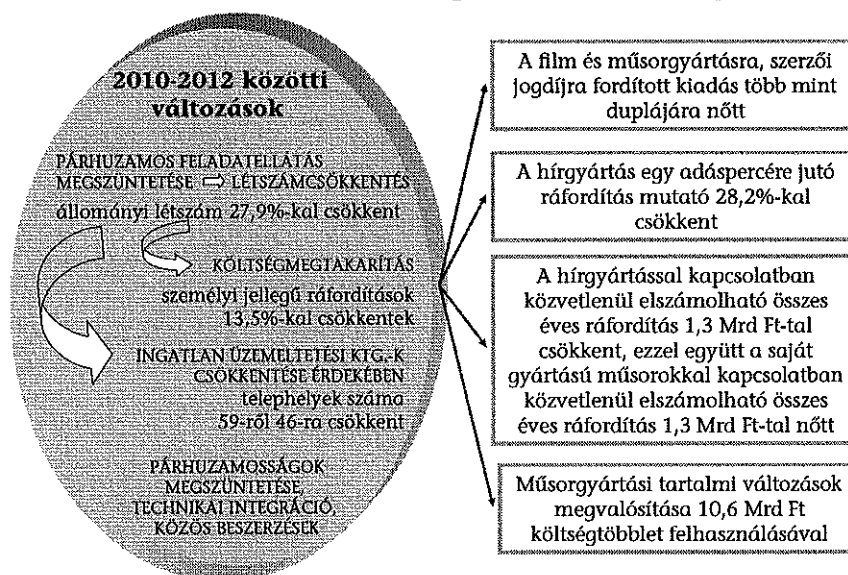 2010-2012 közötti
változások
PÁRHUZAMOS FELADATELLÁTÁS
MEGSZÜNTETÉSE ⇨ LÉTSZÁMCSÖKKENTÉS
állományi létszám 27,9%-kal csökkent
KÖLTSÉGMEGTAKARÍTÁS
személyi jellegű ráfordítások
13,5%-kal csökkentek
INGATLAN ÜZEMELTETÉSI KTG.-K
CSÖKKENTÉSE ÉRDEKÉBEN
telephelyek száma
59-ről 46-ra csökkent
PÁRHUZAMOSSÁGOK
MEGSZÜNTETÉSE,
TECHNIKAI INTEGRÁCIÓ,
KÖZÖS BESZERZÉSEK
A film és műsorgyártásra, szerzői
jogdíjra fordított kiadás több mint
duplájára nőtt
A hírgyártás egy adáspercére jutó
ráfordítás mutató 28,2%-kal
csökkent
A hírgyártással kapcsolatban
közvetlenül elszámolható összes
éves ráfordítás 1,3 Mrd Ft-tal
csökkent, ezzel együtt a saját
gyártású műsorokkal kapcsolatban
közvetlenül elszámolható összes
éves ráfordítás 1,3 Mrd Ft-tal nőtt
Műsorgyártási tartalmi változások
megvalósítása 10,6 Mrd Ft
költségtöbblet felhasználásával